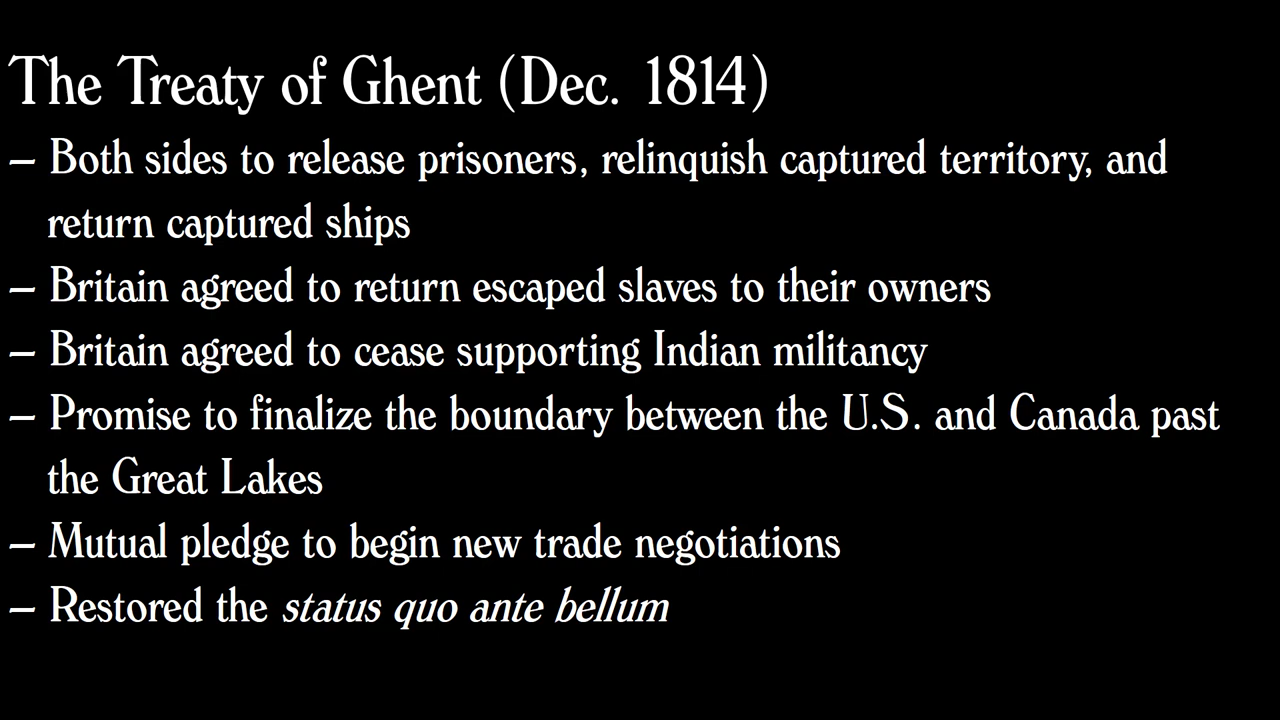 The Treaty of Ghent (Dec. 1814)
– Both sides to release prisoners, relinquish captured territory, and
return captured ships
– Britain agreed to return escaped slaves to their owners
– Britain agreed to cease supporting Indian militancy
– Promise to finalize the boundary between the U.S. and Canada past
the Great Lakes
– Mutual pledge to begin new trade negotiations
– Restored the status quo ante bellum